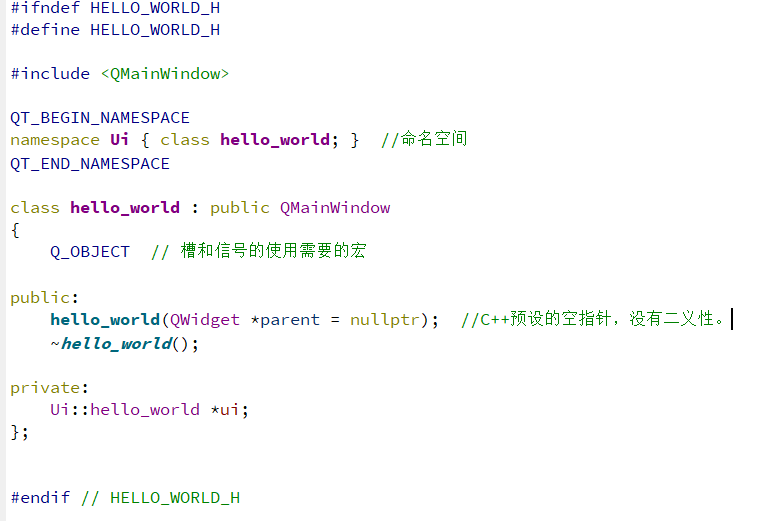 #ifndef HELLO_WORLD_H
#define HELLO_WORLD_H
#include <QMainWindow>
QT_BEGIN_NAMESPACE
namespace Ui { class hello_world; }  //命名空间
QT_END_NAMESPACE
class hello_world : public QMainWindow
{
    Q_OBJECT  // 槽和信号的使用需要的宏
public:
    hello_world(QWidget *parent = nullptr);  //C++预设的空指针，没有二义性。
    ~hello_world();
private:
    Ui::hello_world *ui;
};
#endif // HELLO_WORLD_H